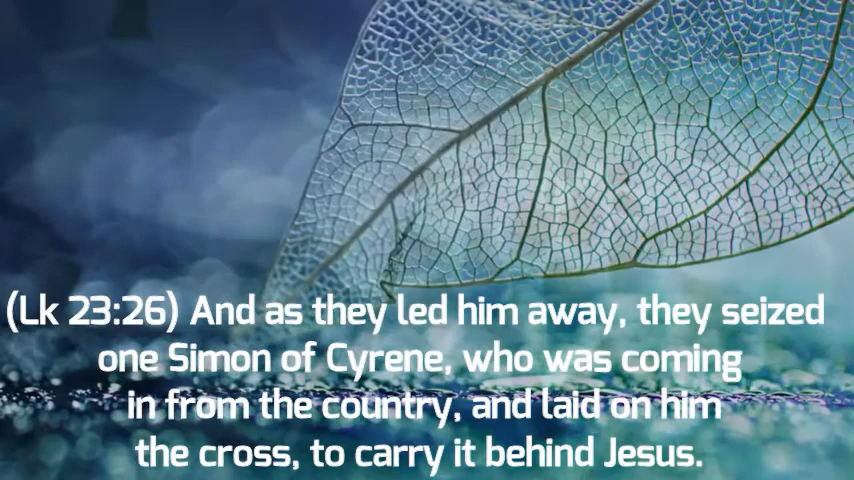 (Lk 23:26) And as they led him away, they seized
one Simon of Cyrene, who was coming
in from the country, and laid on him
the cross, to carry it behind Jesus.